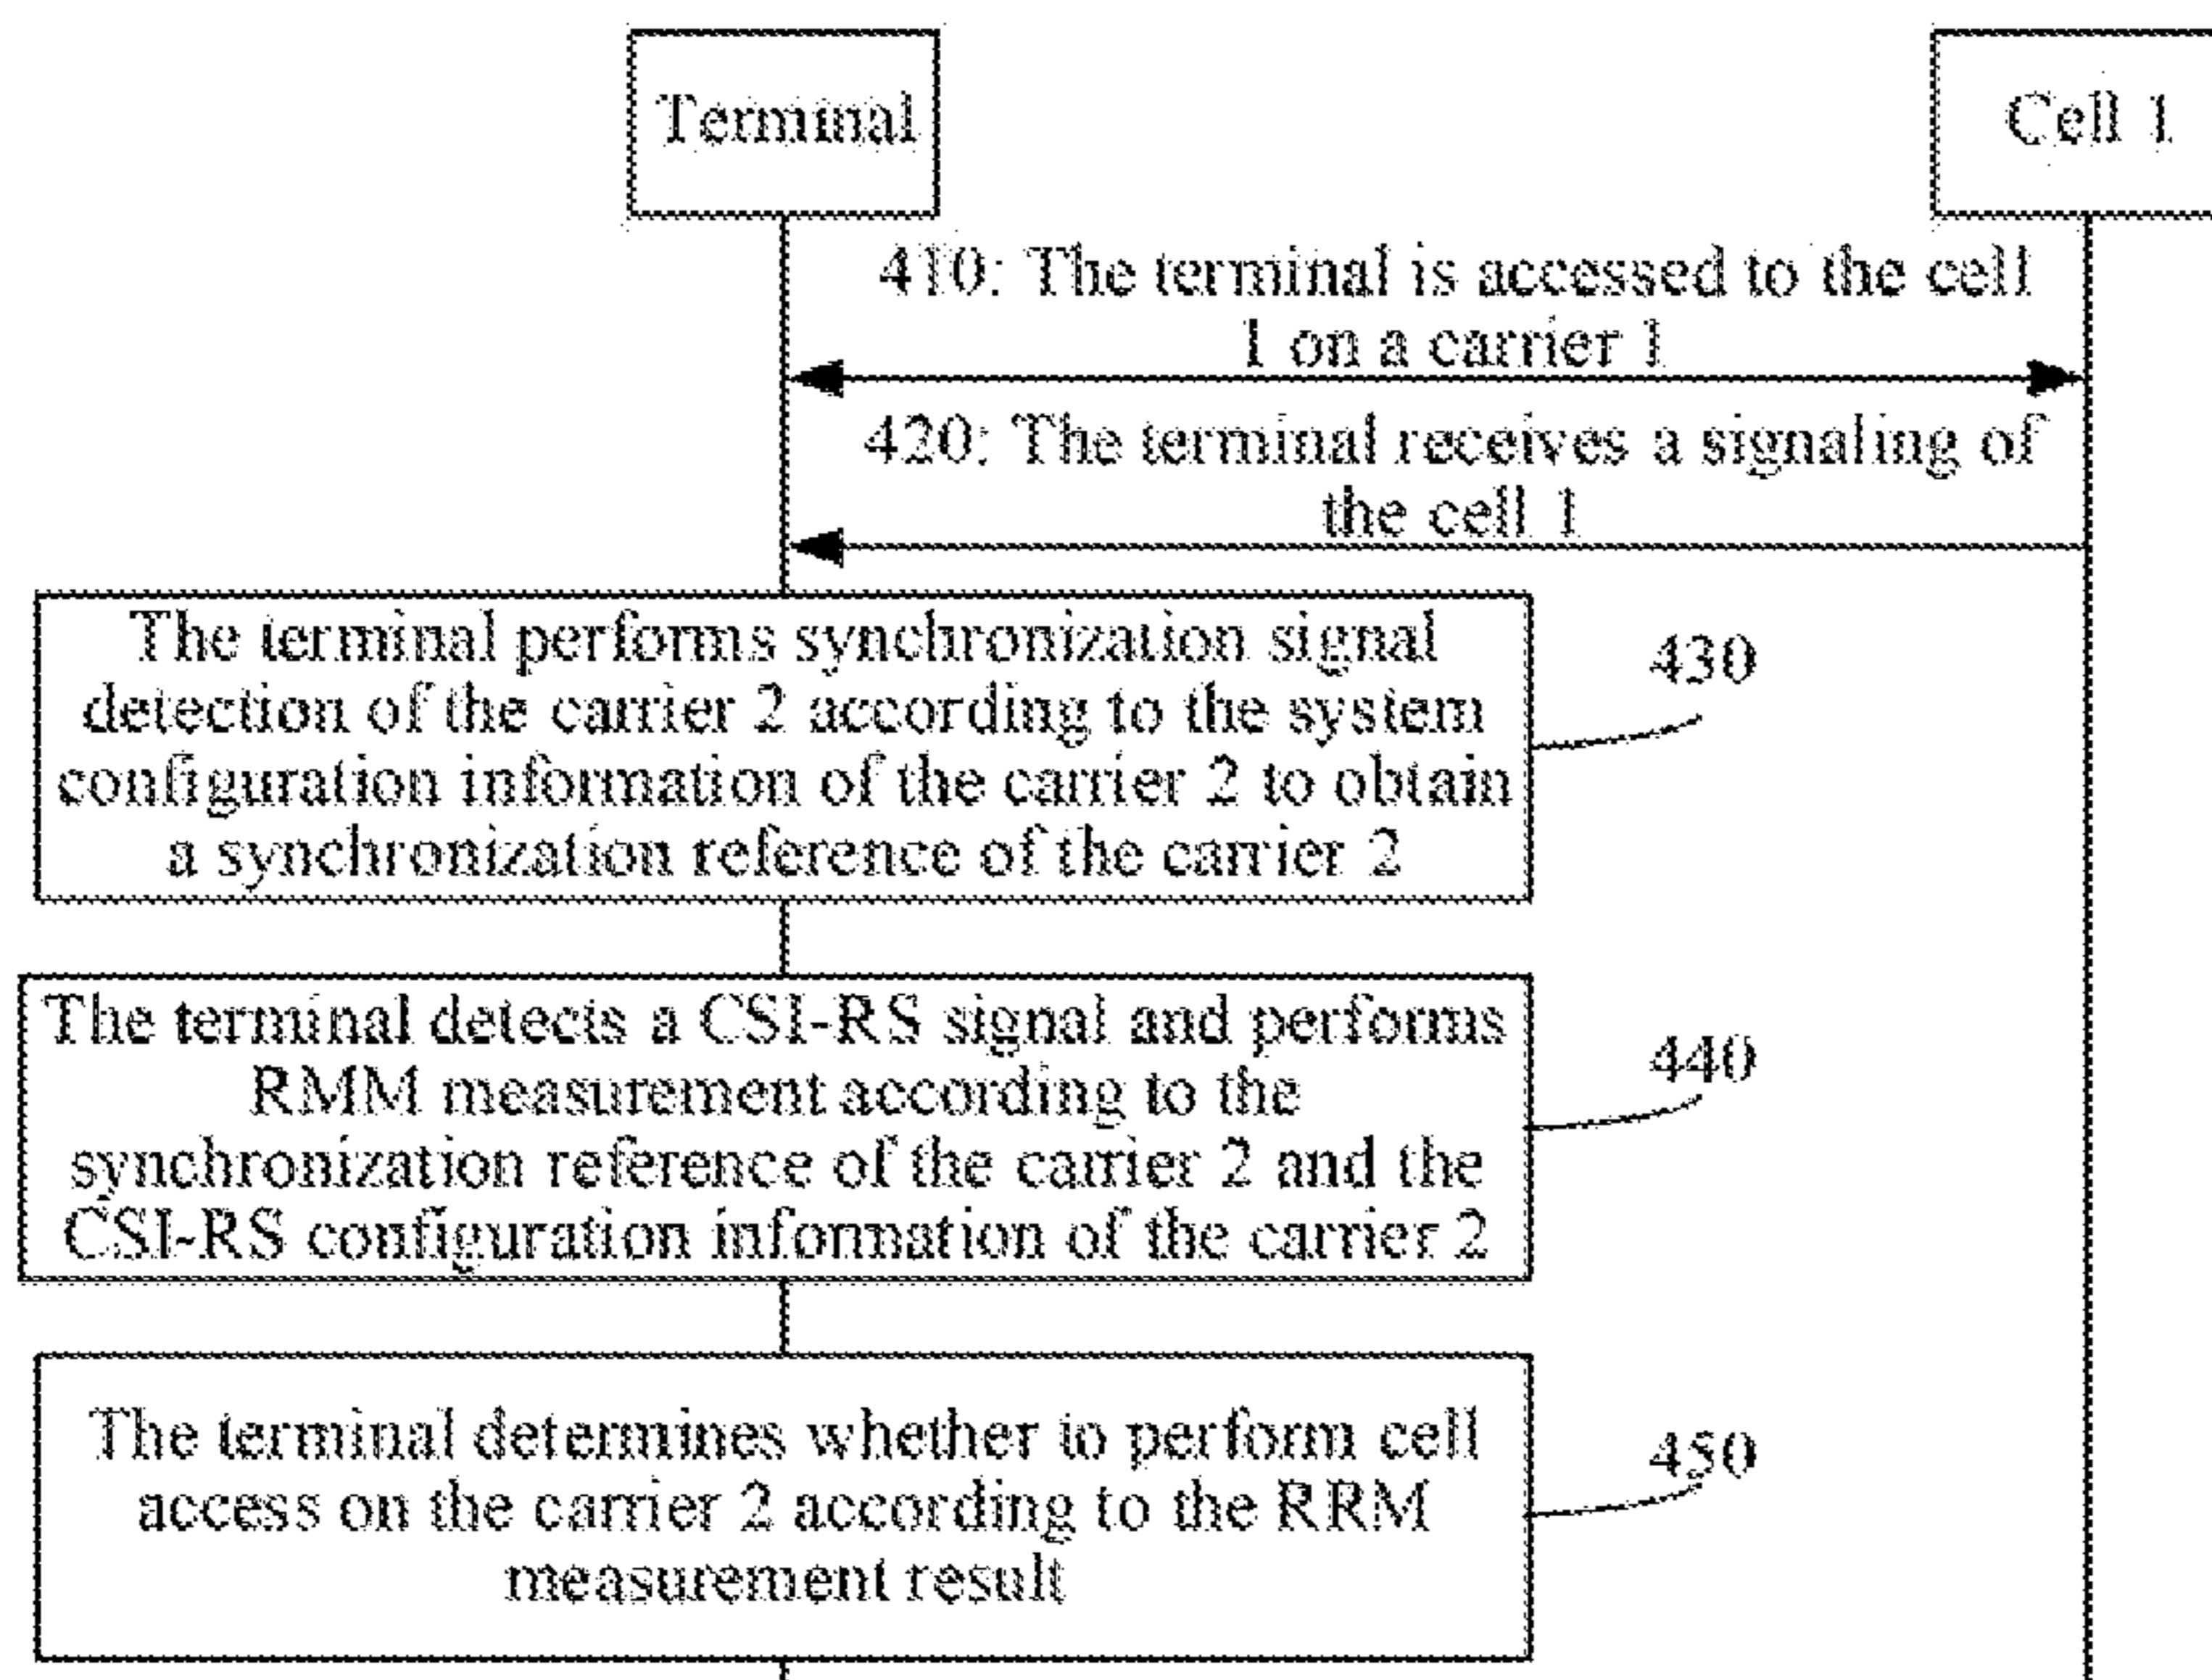 Terminal
Cell 1
410: The terminal is accessed to the cell
1 on a carrier 1
420: The terminal receives a signaling of
the cell 1
The terminal performs synchronization signal
detection of the carrier 2 according to the system
configuration information of the carrier 2 to obtain
a synchronization reference of the carrier 2
430
The terminal detects a CSI-RS signal and performs
RMM measurement according to the
synchronization reference of the carrier 2 and the
CSI-RS configuration information of the carrier 2
440
The terminal determines whether to perform cell
access on the carrier 2 according to the RRM
measurement result
450